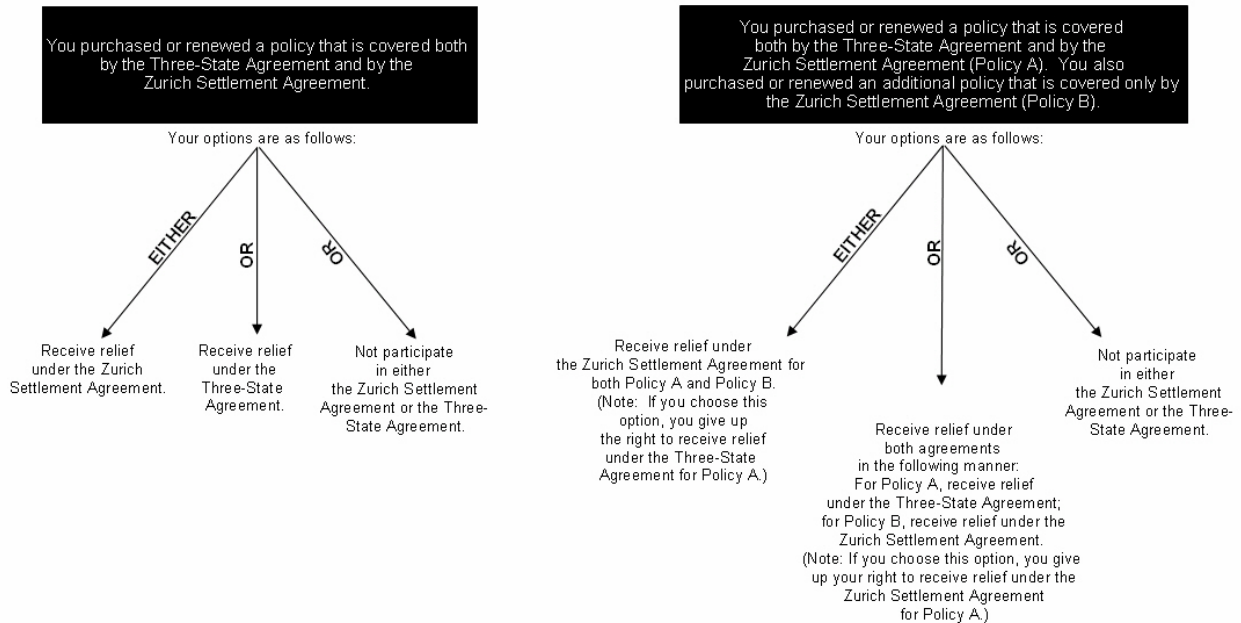 You purchased or renewed a policy that is covered both
by the Three-State Agreement and by the
Zurich Settlement Agreement.
Your options are as follows:
EITHER
OR
OR
Receive relief
under the Zurich
Settlement Agreement.
Receive relief
under the
Three-State
Agreement.
Not participate
in either
the Zurich Settlement
Agreement or the Three-
State Agreement.
You purchased or renewed a policy that is covered
both by the Three-State Agreement and by the
Zurich Settlement Agreement (Policy A).  You also
purchased or renewed an additional policy that is covered only by
the Zurich Settlement Agreement (Policy B).
Your options are as follows:
EITHER
OR
OR
Receive relief under
the Zurich Settlement Agreement for
both Policy A and Policy B.
(Note:  If you choose this
option, you give up
the right to receive relief
under the Three-State
Agreement for Policy A.)
Receive relief under
both agreements
in the following manner:
For Policy A, receive relief
under the Three-State Agreement;
for Policy B, receive relief under the
Zurich Settlement Agreement.
(Note: If you choose this option, you give
up your right to receive relief under the
Zurich Settlement Agreement
for Policy A.)
Not participate
in either
the Zurich Settlement
Agreement or the Three-
State Agreement.